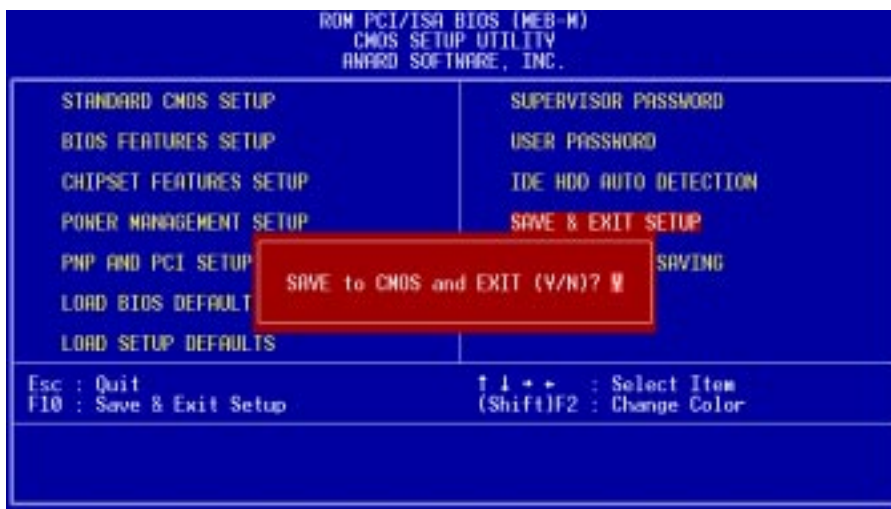 ROM PCI/ISA BIOS (MEB-M)
CMOS SETUP UTILITY
AWARD SOFTWARE, INC.
STANDARD CMOS SETUP
BIOS FEATURES SETUP
CHIPSET FEATURES SETUP
POWER MANAGEMENT SETUP
PNP AND PCI SETUP
LOAD BIOS DEFAULT
LOAD SETUP DEFAULTS
SUPERVISOR PASSWORD
USER PASSWORD
IDE HDD AUTO DETECTION
SAVE & EXIT SETUP
SAVING
SAVE to CMOS and EXIT (Y/N)? Y
Esc : Quit
F10 : Save & Exit Setup
↑ ↓ → ← : Select Item
(Shift)F2 : Change Color